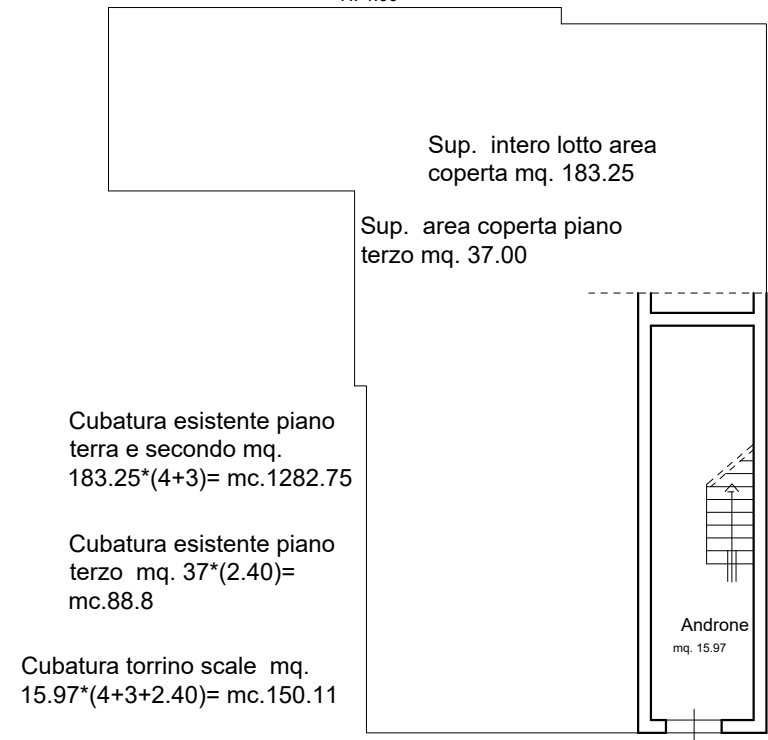 Sup. intero lotto area
coperta mq. 183.25
Sup. area coperta piano
terzo mq. 37.00
Cubatura esistente piano
terra e secondo mq.
183.25*(4+3)= mc.1282.75
Cubatura esistente piano
terzo mq. 37*(2.40)=
mc.88.8
Androne
mq. 15.97
Cubatura torrino scale mq.
15.97*(4+3+2.40)= mc.150.11